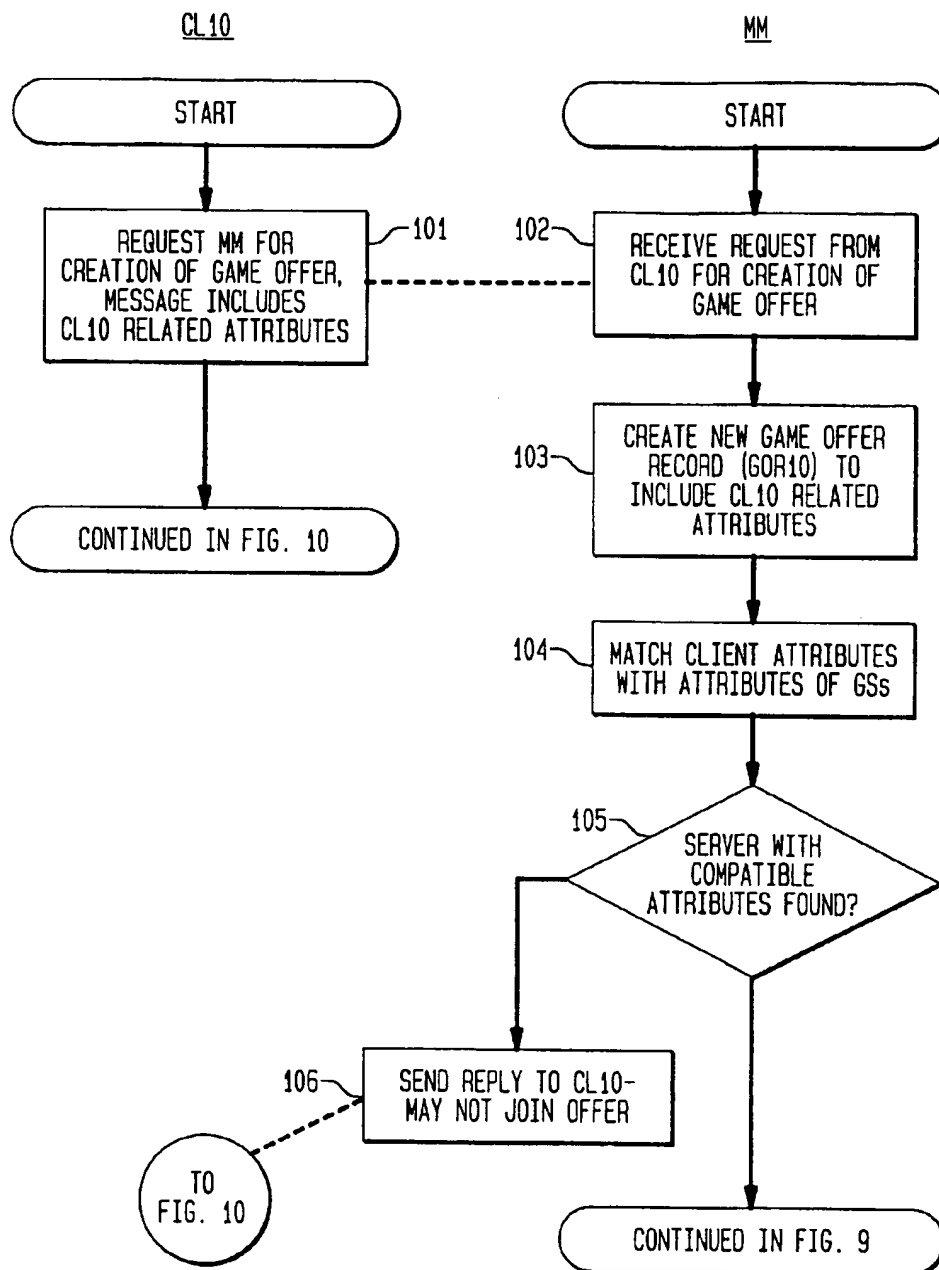 CL10
MM
START
START
101
REQUEST MM FOR
CREATION OF GAME OFFER,
MESSAGE INCLUDES
CL10 RELATED ATTRIBUTES
102
RECEIVE REQUEST FROM
CL10 FOR CREATION OF
GAME OFFER
103
CREATE NEW GAME OFFER
RECORD (GOR10) TO
INCLUDE CL10 RELATED
ATTRIBUTES
CONTINUED IN FIG. 10
104
MATCH CLIENT ATTRIBUTES
WITH ATTRIBUTES OF GSs
105
SERVER WITH
COMPATIBLE
ATTRIBUTES FOUND?
106
SEND REPLY TO CL10-
MAY NOT JOIN OFFER
TO
FIG. 10
CONTINUED IN FIG. 9